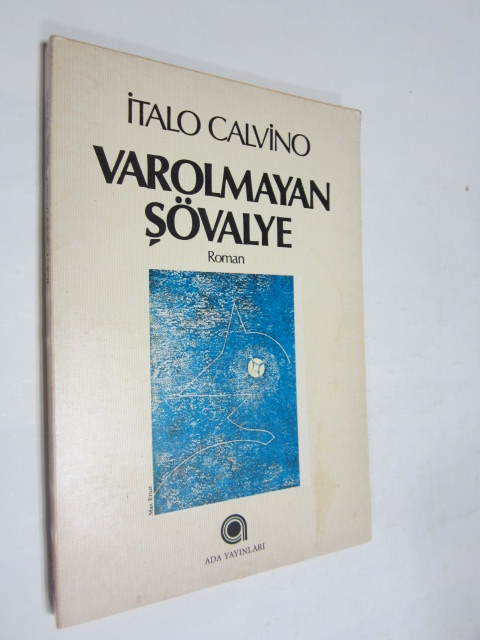 İTALO CALVİNO
VAROLMAYAN
ŞÖVALYE
Roman
Max Ernst
ADA YAYINLARI